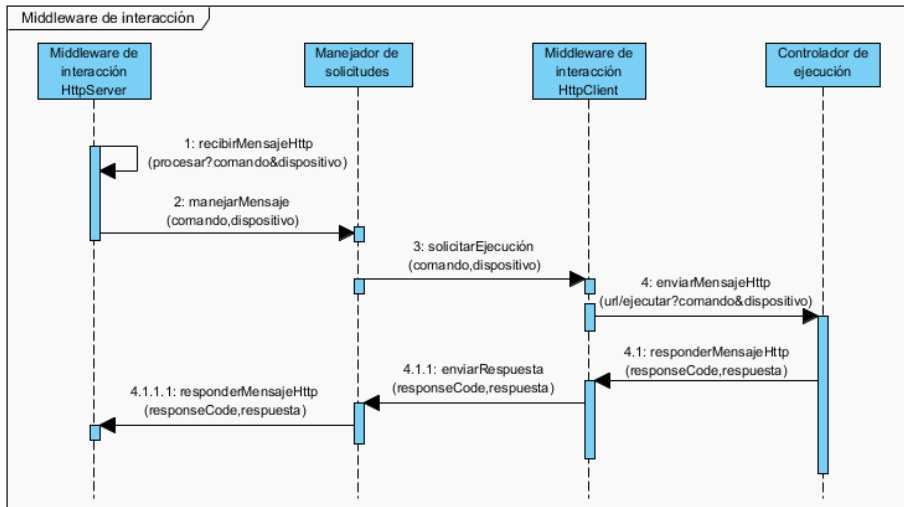 Middleware de interacción
Middleware de
interacción
HttpServer
Manejador de
solicitudes
Middleware de
interacción
HttpClient
Controlador de
ejecución
1: recibirMensajeHttp
(procesar?comando&dispositivo)
2: manejarMensaje
(comando,dispositivo)
3: solicitarEjecución
(comando,dispositivo)
4: enviarMensajeHttp
(url/ejecutar?comando&dispositivo)
4.1: responderMensajeHttp
(responseCode,respuesta)
4.1.1: enviarRespuesta
(responseCode,respuesta)
4.1.1.1: responderMensajeHttp
(responseCode,respuesta)